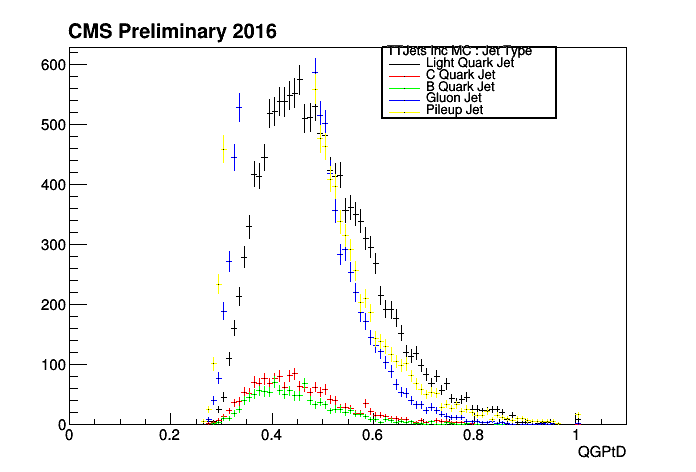 CMS Preliminary 2016
TTJets Inc MC : Jet Type
Light Quark Jet
C Quark Jet
B Quark Jet
Gluon Jet
Pileup Jet
600
500
400
300
200
100
0
0 0.2 0.4 0.6 0.8 1
QGPtD